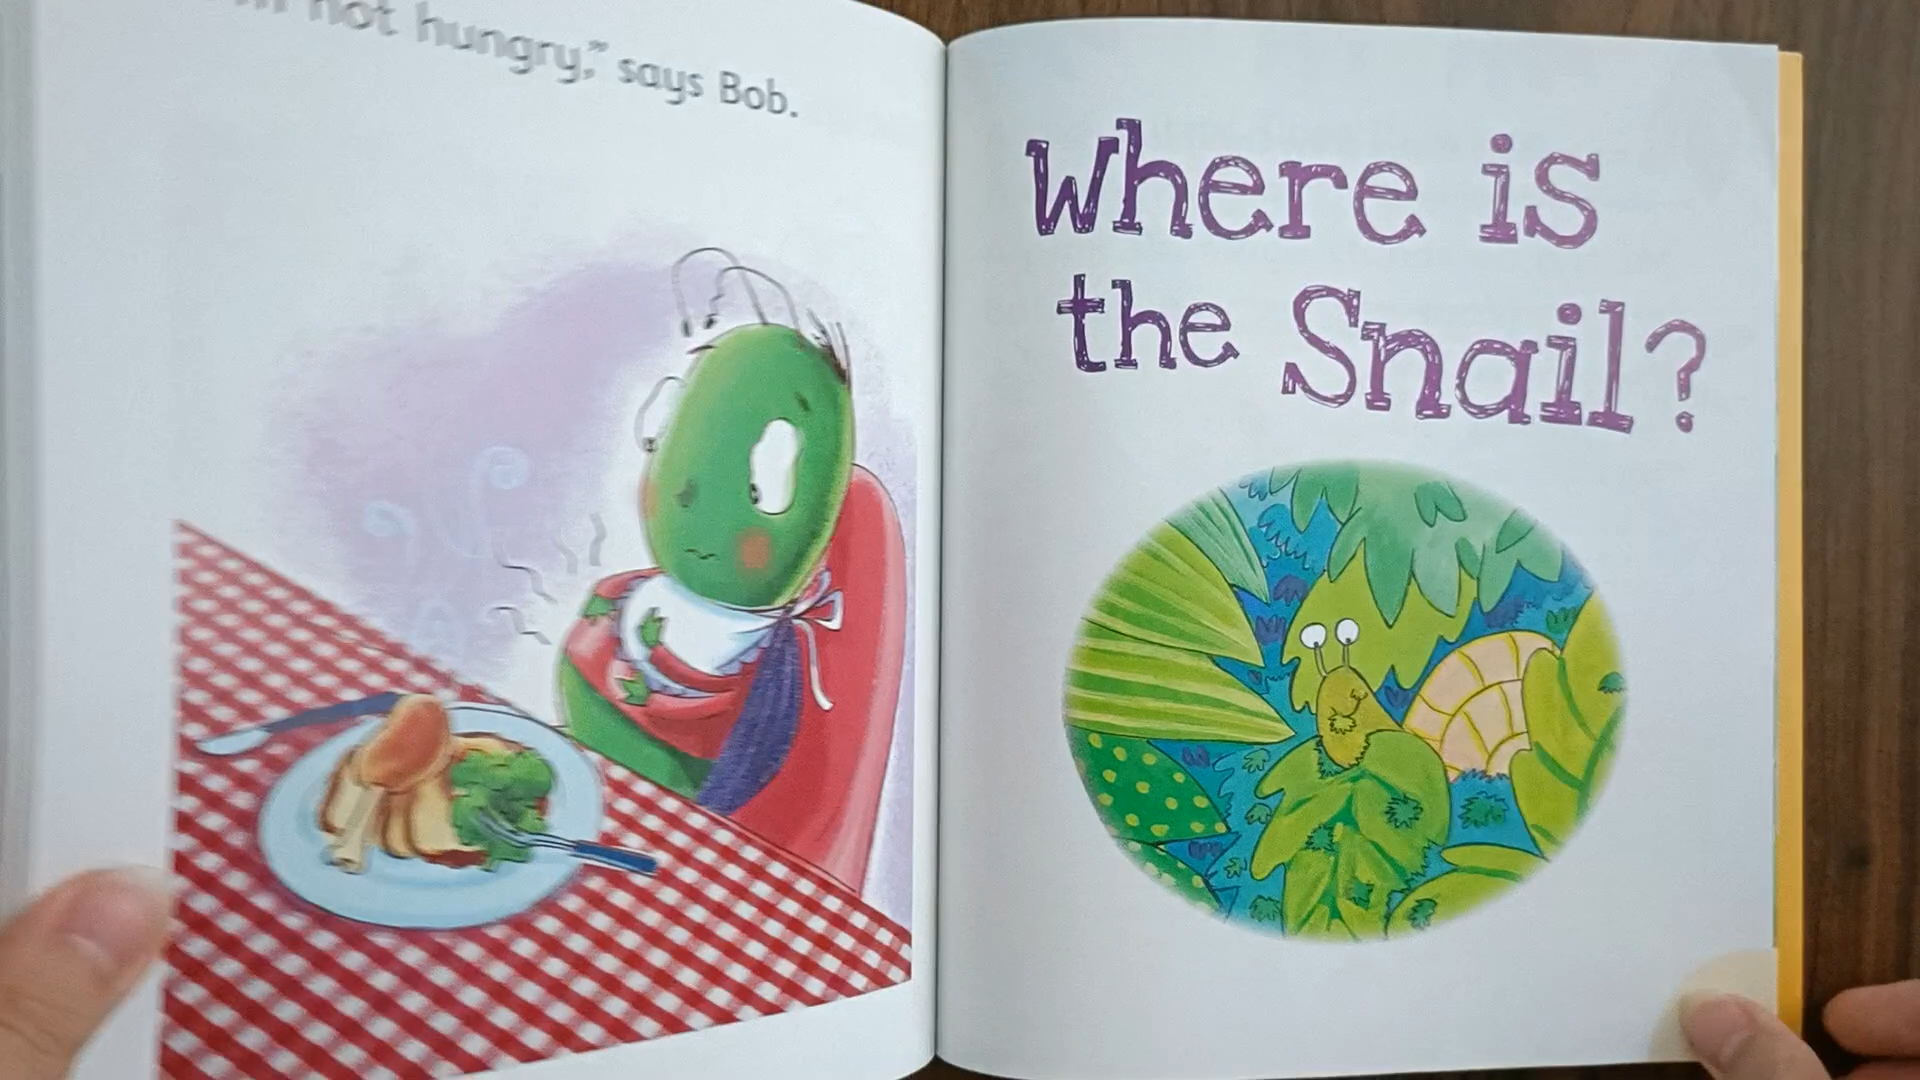 not hungry," says Bob.
Where is
the Snail?